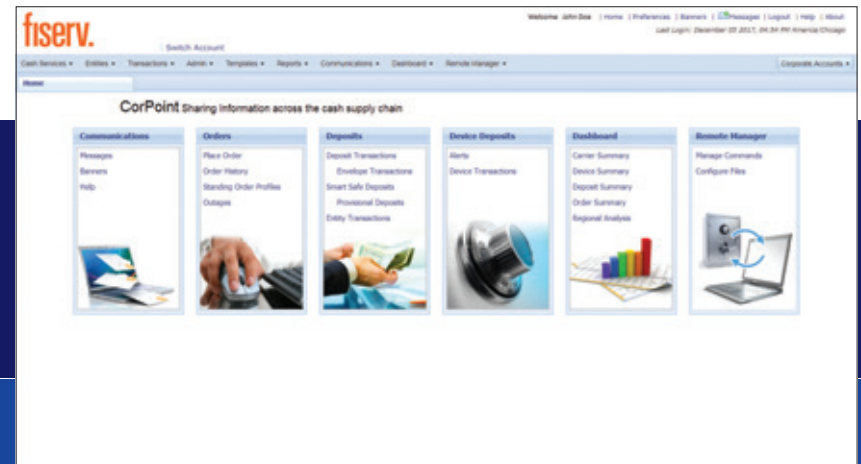 fiserv.
Welcome John Doe | Home | Preferences | Banners | Messages | Logout | Help | About
Last Login: December 05 2017, 04:54 PM America/Chicago
Switch Account
Cash Services Entities Transactions Admin Templates Reports Communications Dashboard Remote Manager Corporate Accounts
Home
CorPoint Sharing Information across the cash supply chain
Communications
Messages
Banners
Help
Orders
Place Order
Order History
Standing Order Profiles
Outages
Deposits
Deposit Transactions
Envelope Transactions
Smart Safe Deposits
Provisional Deposits
Entity Transactions
Device Deposits
Alerts
Device Transactions
Dashboard
Carrier Summary
Device Summary
Deposit Summary
Order Summary
Regional Analysis
Remote Manager
Manage Commands
Configure Files